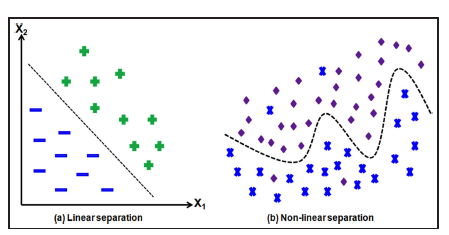 X2
X1
(a) Linear separation
(b) Non-linear separation